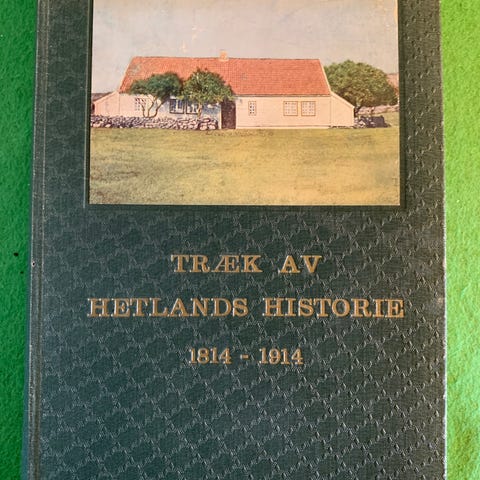 TRÆK AV
HETLANDS HISTORIE
1814 - 1914